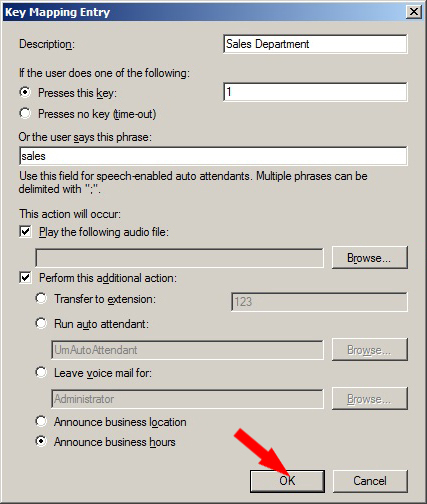 Key Mapping Entry
Description: Sales Department
If the user does one of the following:
Presses this key: 1
Presses no key (time-out)
Or the user says this phrase:
sales
Use this field for speech-enabled auto attendants. Multiple phrases can be
delimited with ";".
This action will occur:
Play the following audio file:
Browse...
Perform this additional action:
Transfer to extension: 123
Run auto attendant:
UmAutoAttendant Browse...
Leave voice mail for:
Administrator Browse...
Announce business location
Announce business hours
OK Cancel